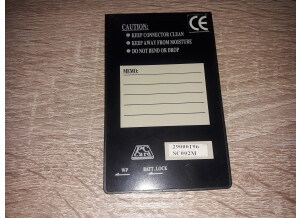 CAUTION:
• KEEP CONNECTOR CLEAN
• KEEP AWAY FROM MOISTURE
• DO NOT BEND OR DROP
CE
MEMO:
29000196
SC002M
WP
BATT. LOCK